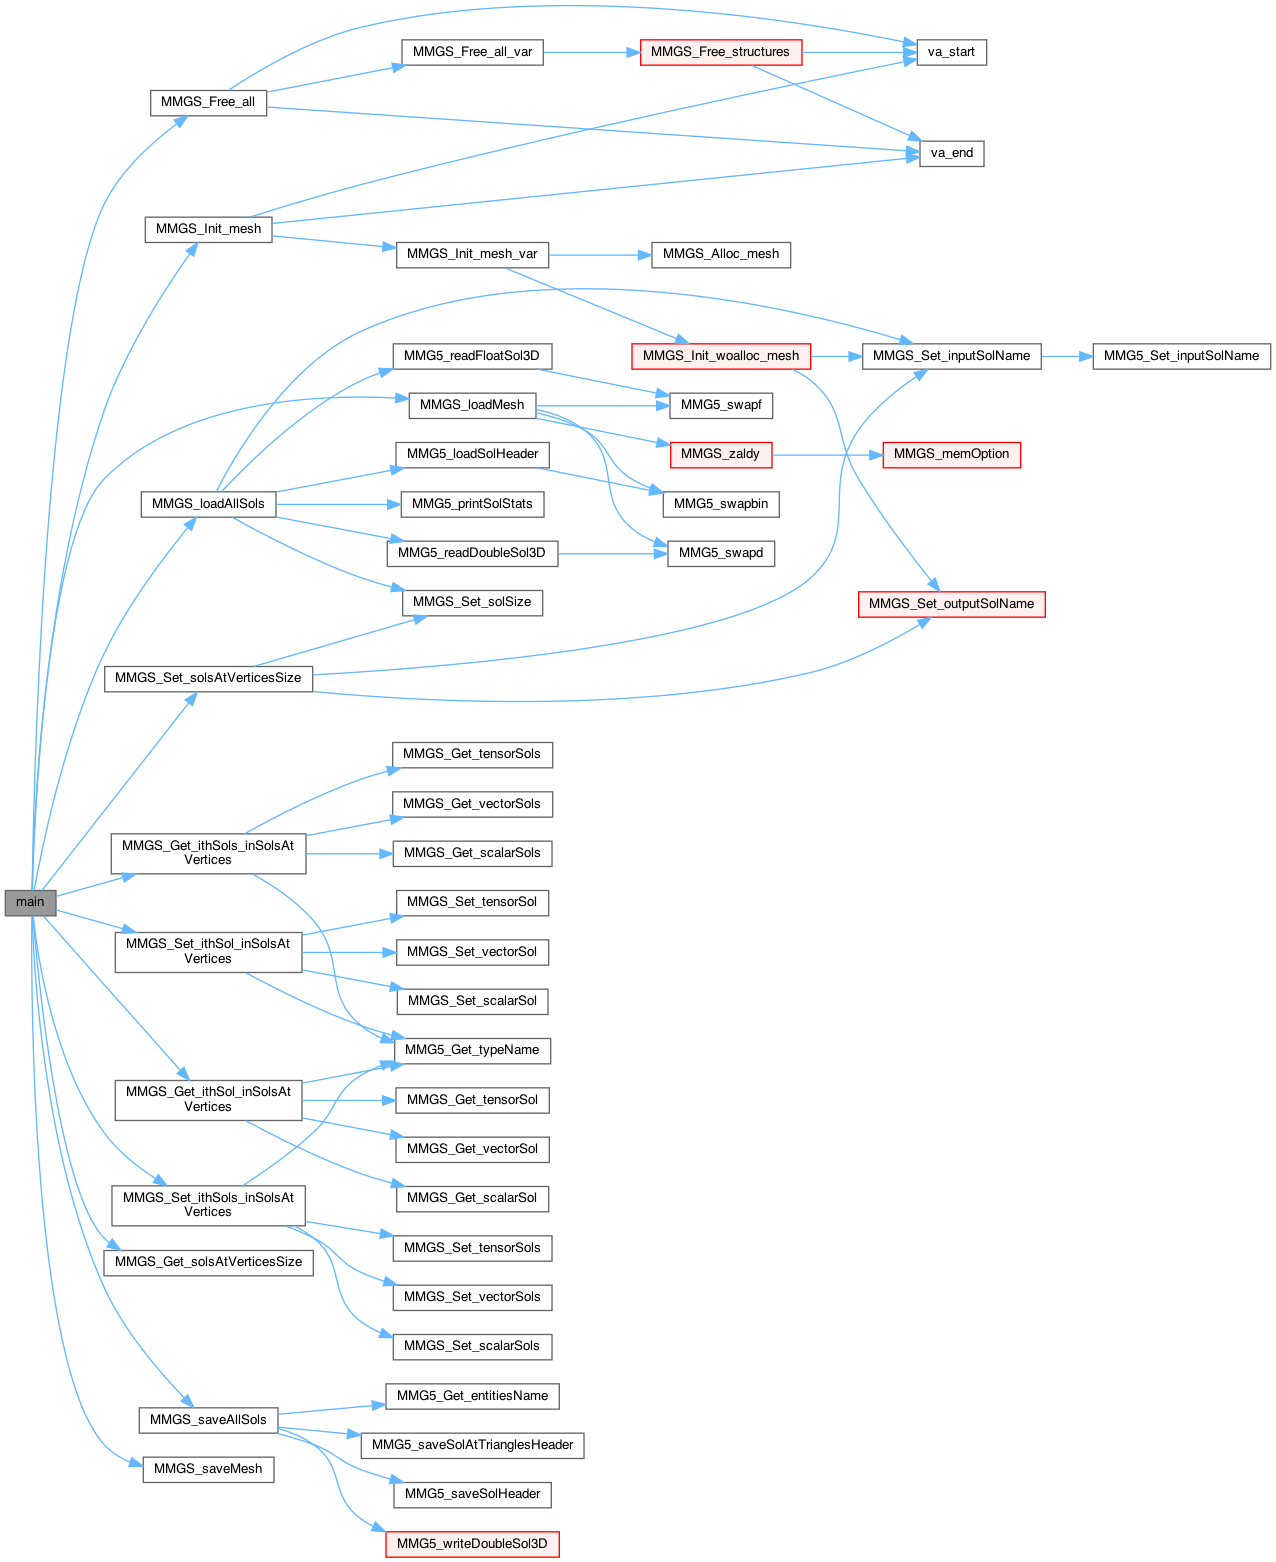 MMGS_Free_all_var
MMGS_Free_structures
va_start
MMGS_Free_all
va_end
MMGS_Init_mesh
MMGS_Init_mesh_var
MMGS_Alloc_mesh
MMG5_readFloatSol3D
MMGS_Init_woalloc_mesh
MMGS_Set_inputSolName
MMG5_Set_inputSolName
MMGS_loadMesh
MMG5_swapf
MMG5_loadSolHeader
MMGS_zaldy
MMGS_memOption
MMGS_loadAllSols
MMG5_printSolStats
MMG5_swapbin
MMG5_readDoubleSol3D
MMG5_swapd
MMGS_Set_solSize
MMGS_Set_outputSolName
MMGS_Set_solsAtVerticesSize
MMGS_Get_tensorSols
MMGS_Get_vectorSols
MMGS_Get_ithSols_inSolsAt
Vertices
MMGS_Get_scalarSols
main
MMGS_Set_tensorSol
MMGS_Set_ithSol_inSolsAt
Vertices
MMGS_Set_vectorSol
MMGS_Set_scalarSol
MMG5_Get_typeName
MMGS_Get_ithSol_inSolsAt
Vertices
MMGS_Get_tensorSol
MMGS_Get_vectorSol
MMGS_Get_scalarSol
MMGS_Set_ithSols_inSolsAt
Vertices
MMGS_Set_tensorSols
MMGS_Get_solsAtVerticesSize
MMGS_Set_vectorSols
MMGS_Set_scalarSols
MMG5_Get_entitiesName
MMGS_saveAllSols
MMG5_saveSolAtTrianglesHeader
MMGS_saveMesh
MMG5_saveSolHeader
MMG5_writeDoubleSol3D